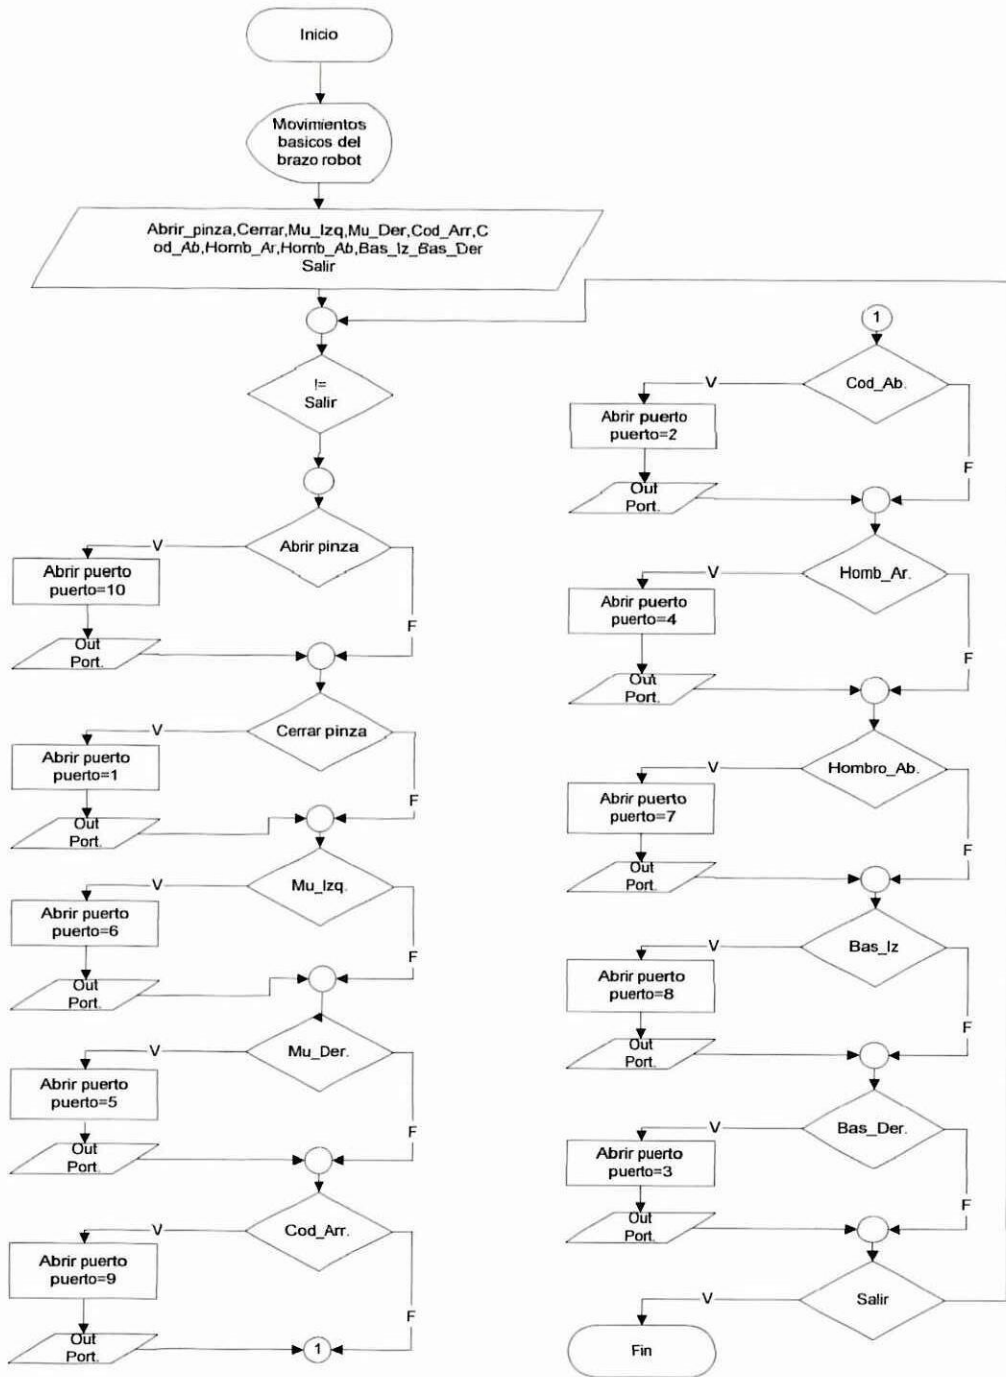 Inicio
Movimientos
basicos del
brazo robot
Abrir_pinza,Cerrar,Mu_Izq,Mu_Der,Cod_Arr,C
od_Ab,Homb_Ar,Homb_Ab,Bas_Iz_Bas_Der
Salir
!=
Salir
Abrir pinza
V
F
Abrir puerto
puerto=10
Out
Port.
Cerrar pinza
V
F
Abrir puerto
puerto=1
Out
Port.
Mu_Izq.
V
F
Abrir puerto
puerto=6
Out
Port.
Mu_Der.
V
F
Abrir puerto
puerto=5
Out
Port.
Cod_Arr.
V
F
Abrir puerto
puerto=9
Out
Port.
1
1
Cod_Ab.
V
F
Abrir puerto
puerto=2
Out
Port.
Homb_Ar.
V
F
Abrir puerto
puerto=4
Out
Port.
Hombro_Ab.
V
F
Abrir puerto
puerto=7
Out
Port.
Bas_Iz
V
F
Abrir puerto
puerto=8
Out
Port.
Bas_Der.
V
F
Abrir puerto
puerto=3
Out
Port.
Salir
V
Fin